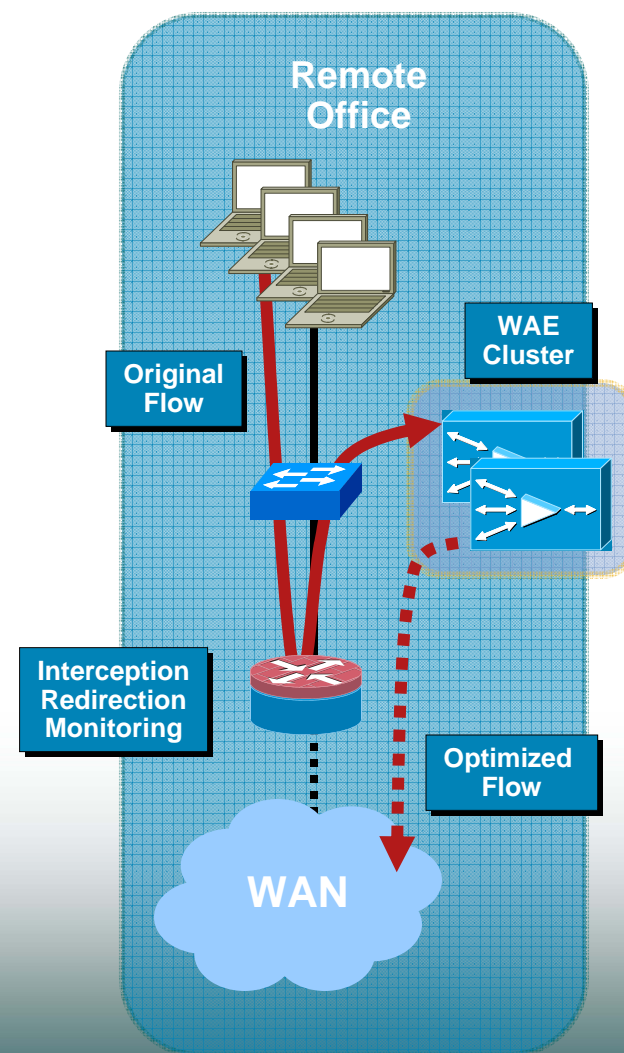 Remote
Office
WAE
Cluster
Original
Flow
Interception
Redirection
Monitoring
Optimized
Flow
WAN